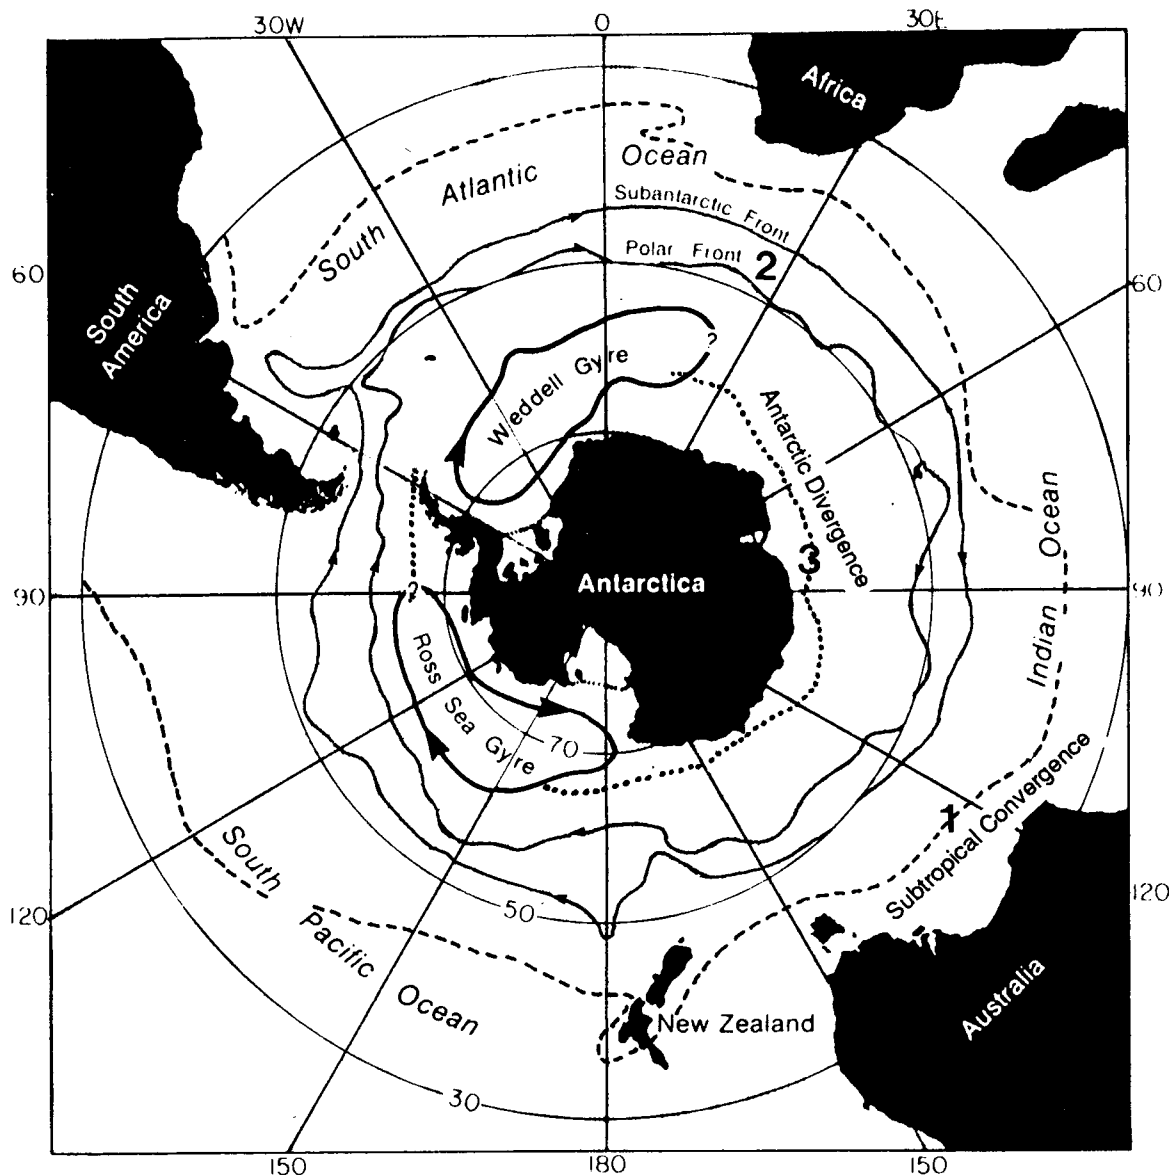 30W
0
30E
Africa
Ocean
Atlantic
South
Subantarctic Front
Polar Front
2
60
60
South
America
Weddell Gyre
?
Antarctic Divergence
3
Ocean
Indian
Antarctica
90
90
?
Ross Sea Gyre
70
1
Subtropical Convergence
South
Pacific
Ocean
50
120
120
Australia
New Zealand
30
150
180
150